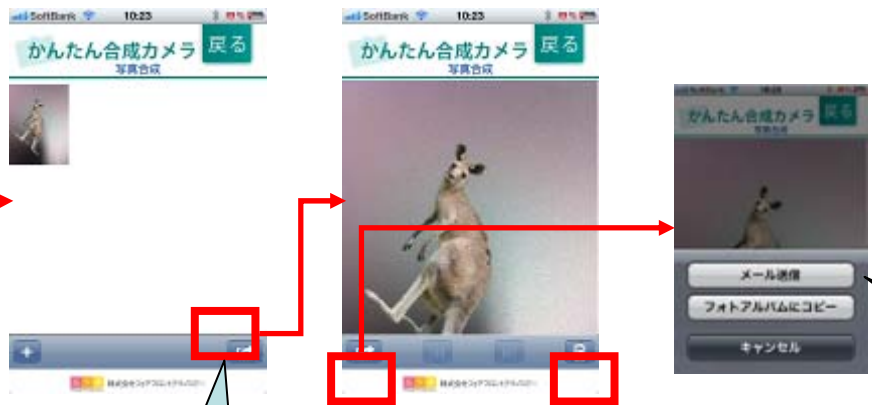 SoftBank 10:23
かんたん合成カメラ
写真合成
戻る
SoftBank 10:23
かんたん合成カメラ
写真合成
戻る
かんたん合成カメラ
写真合成
戻る
メール送信
フォトアルバムにコピー
キャンセル